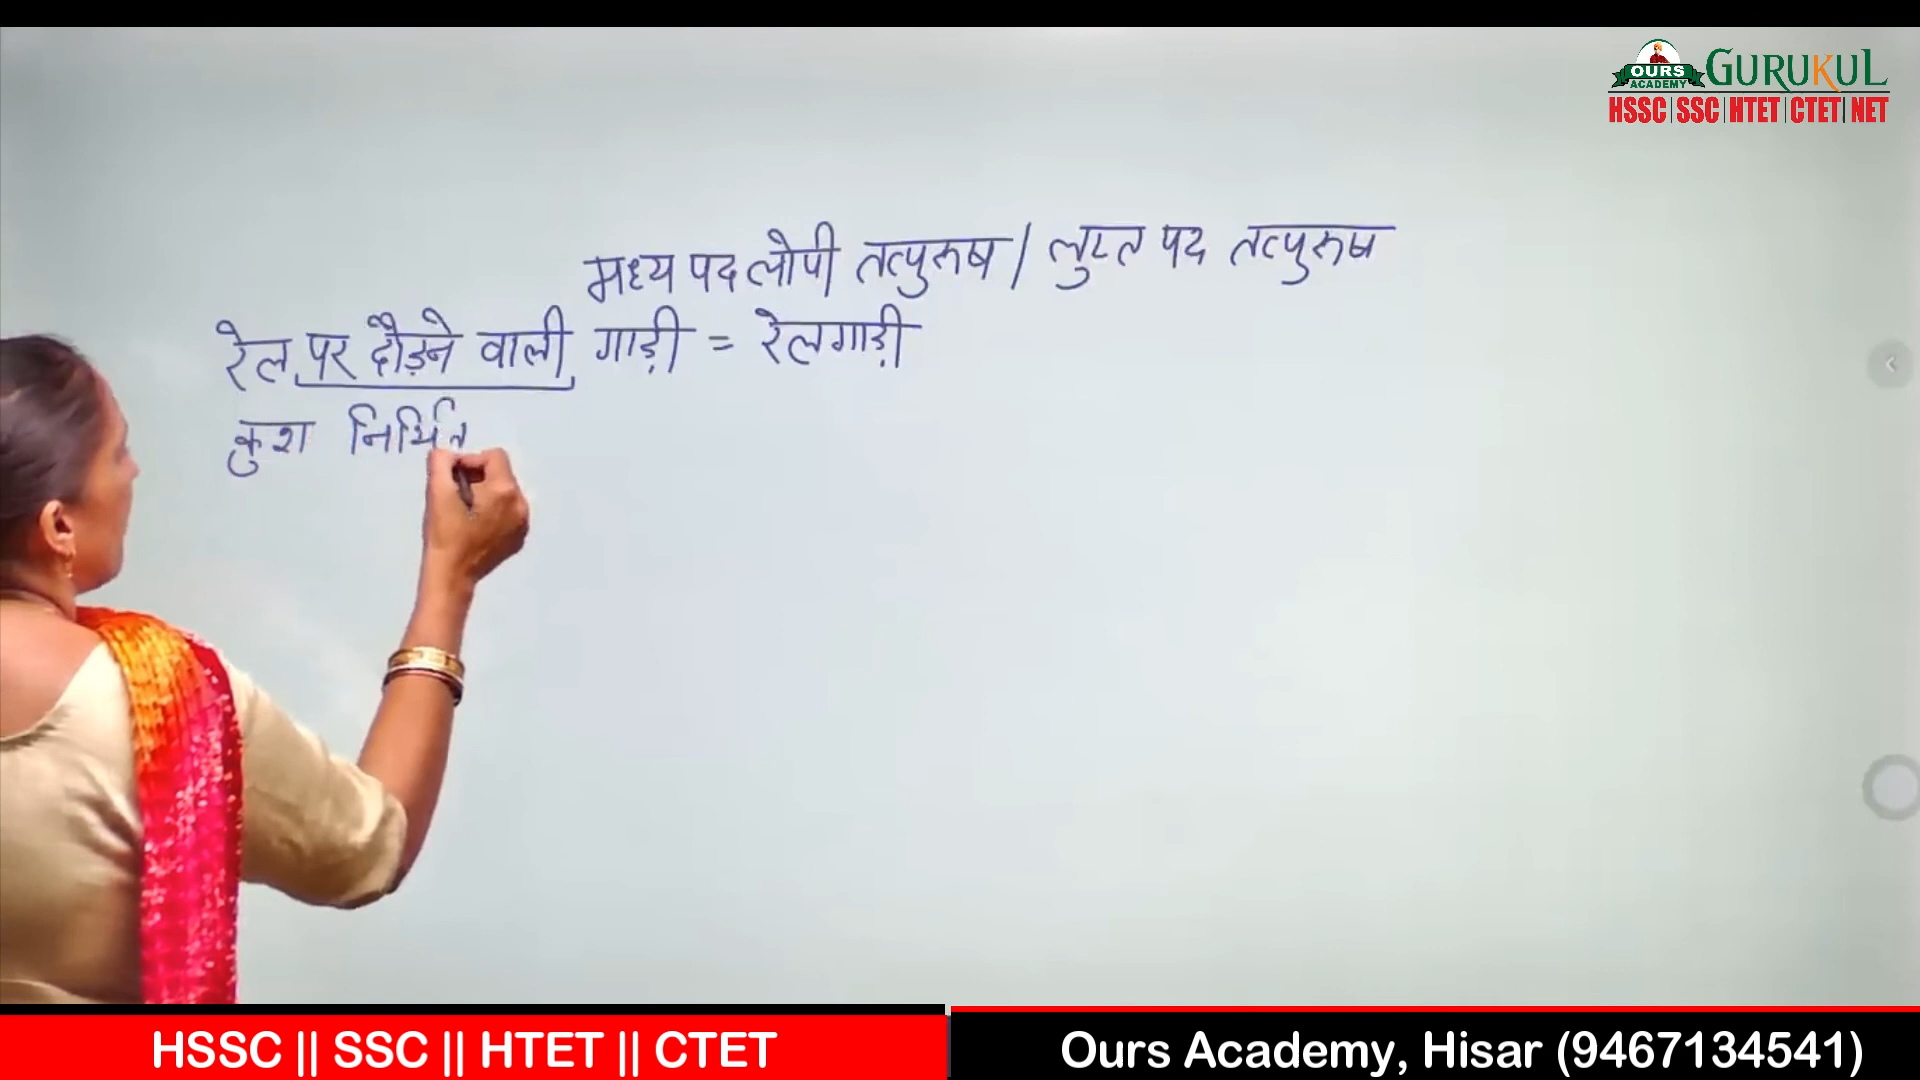 OURS ACADEMY GURUKUL
HSSC | SSC | HTET | CTET | NET
मध्य पद लोपी तत्पुरुष / लुप्त पद तत्पुरुष
रेल पर दौड़ने वाली गाड़ी = रेलगाड़ी
कुश निर्मित
HSSC || SSC || HTET || CTET
Ours Academy, Hisar (9467134541)